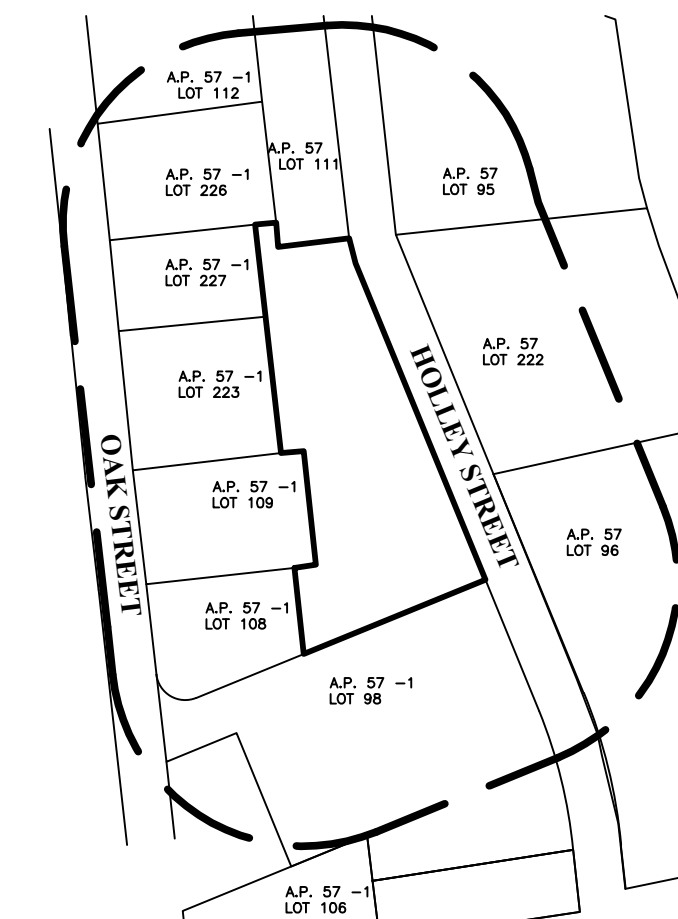 A.P. 57 -1
LOT 112
A.P. 57
LOT 111
A.P. 57 -1
LOT 226
A.P. 57
LOT 95
A.P. 57 -1
LOT 227
A.P. 57
LOT 222
A.P. 57 -1
LOT 223
HOLLEY STREET
OAK STREET
A.P. 57 -1
LOT 109
A.P. 57
LOT 96
A.P. 57 -1
LOT 108
A.P. 57 -1
LOT 98
A.P. 57 -1
LOT 106